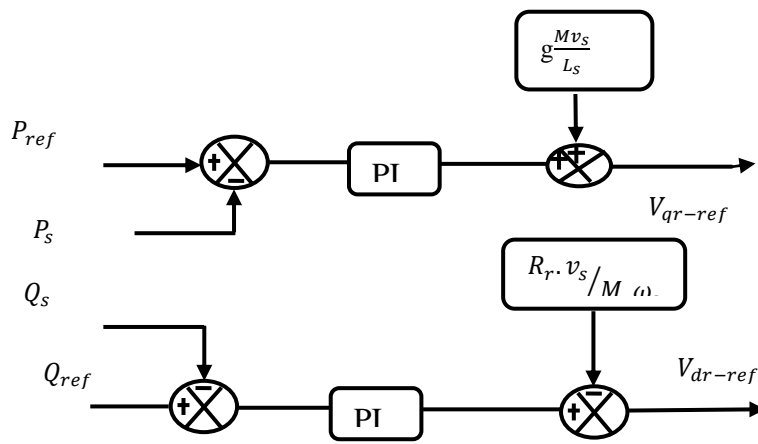 g Mv_s/L_s
P_ref
+ −
PI
+ +
V_qr−ref
P_s
Q_s
R_r. v_s/M ω
Q_ref
− +
PI
− +
V_dr−ref